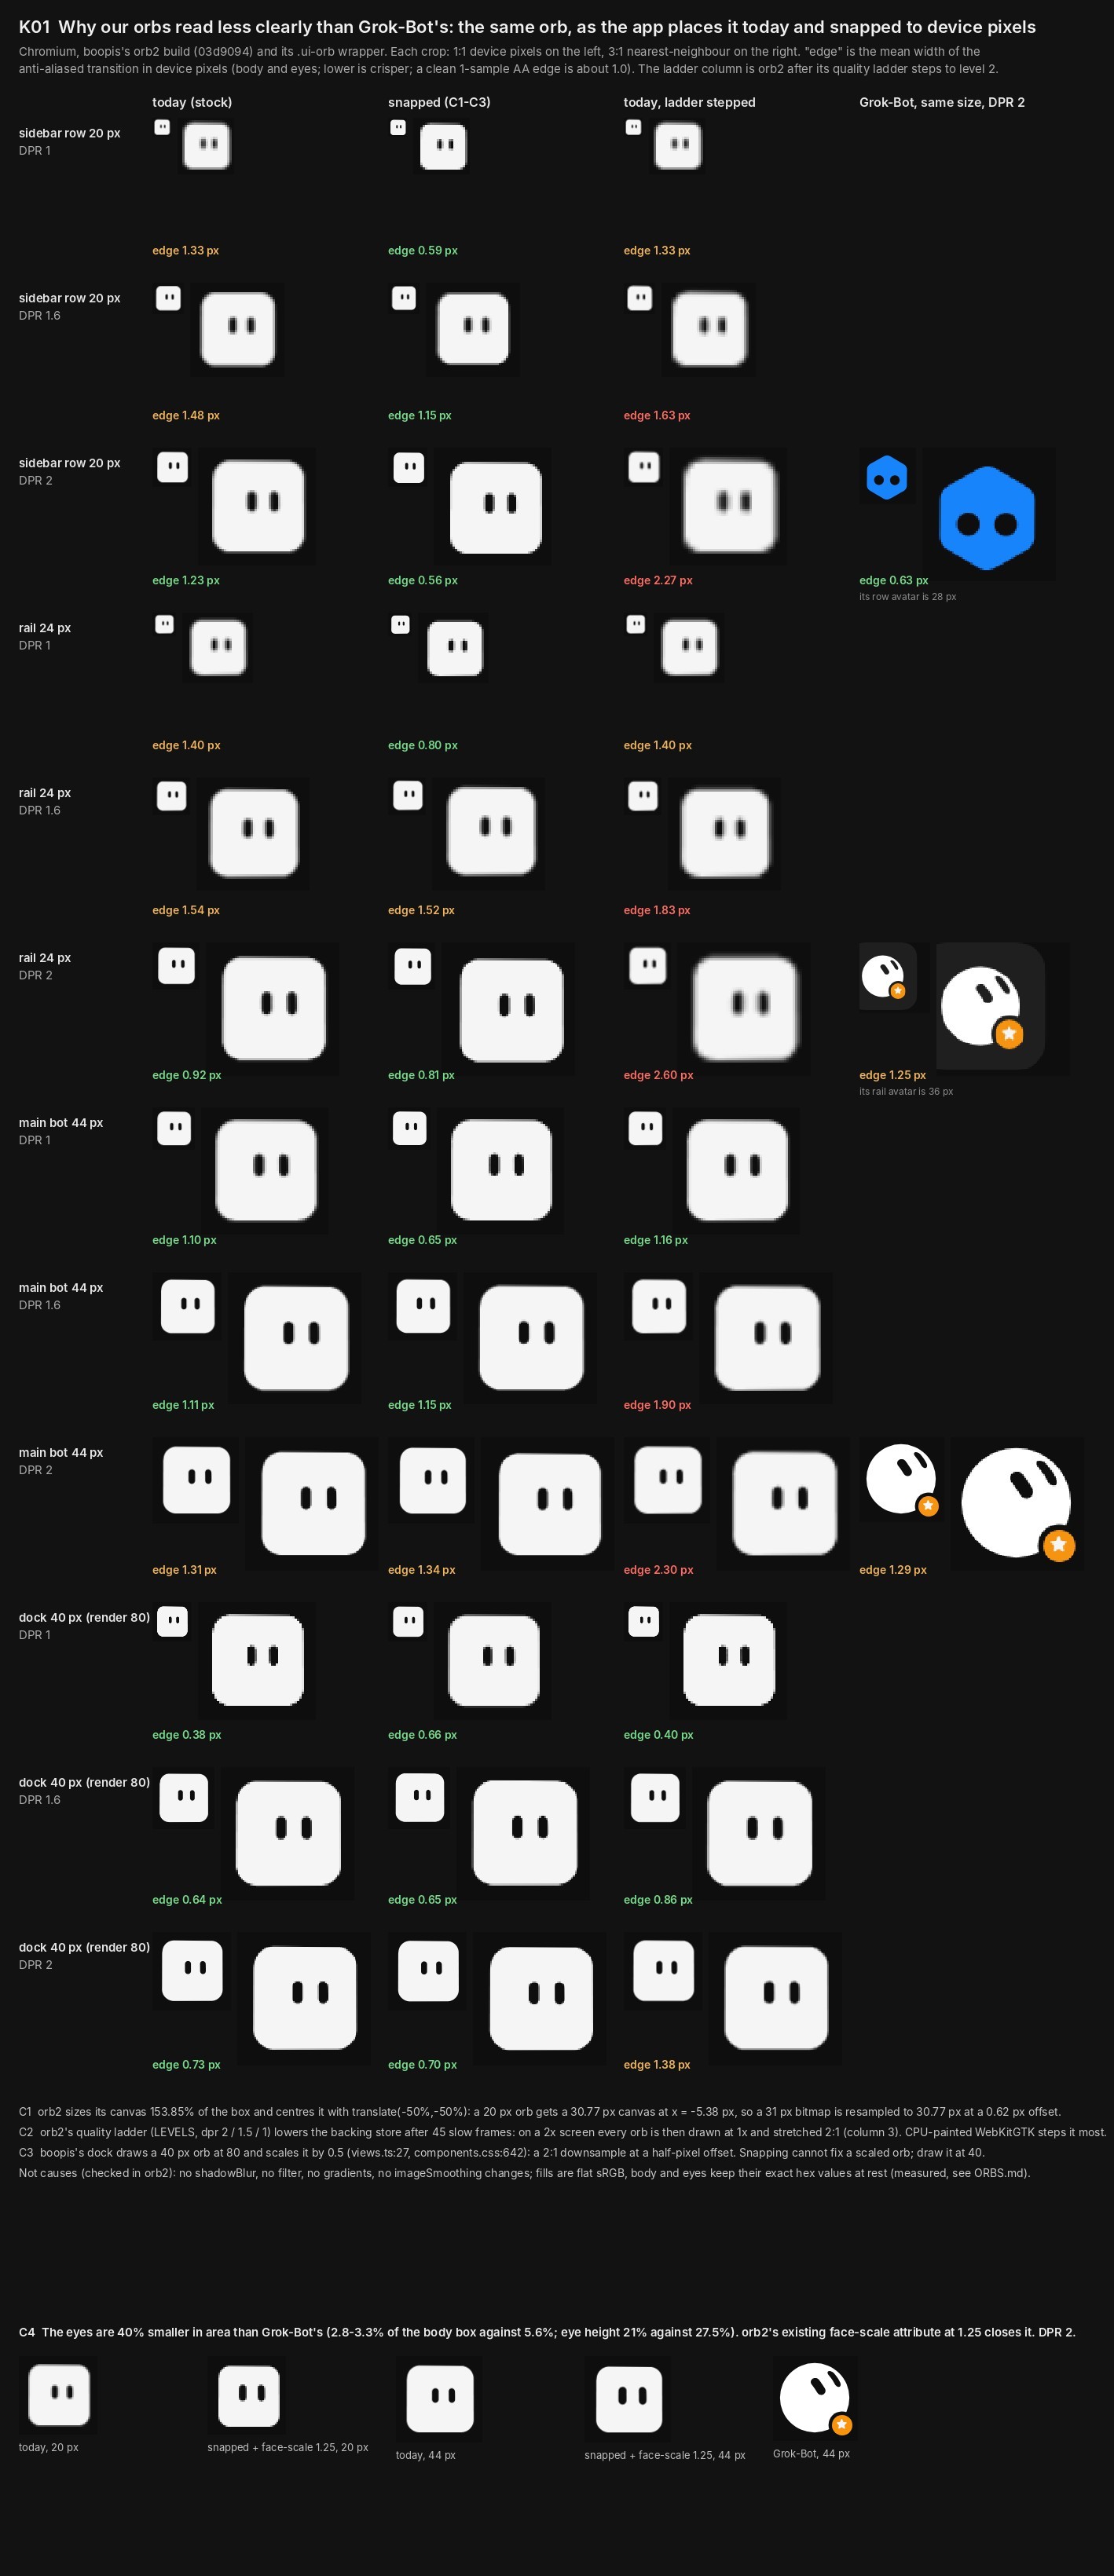 K01 Why our orbs read less clearly than Grok-Bot's: the same orb, as the app places it today and snapped to device pixels
Chromium, boopis's orb2 build (03d9094) and its .ui-orb wrapper. Each crop: 1:1 device pixels on the left, 3:1 nearest-neighbour on the right. "edge" is the mean width of the
anti-aliased transition in device pixels (body and eyes; lower is crisper; a clean 1-sample AA edge is about 1.0). The ladder column is orb2 after its quality ladder steps to level 2.
today (stock) snapped (C1-C3) today, ladder stepped Grok-Bot, same size, DPR 2
sidebar row 20 px
DPR 1
edge 1.33 px edge 0.59 px edge 1.33 px
sidebar row 20 px
DPR 1.6
edge 1.48 px edge 1.15 px edge 1.63 px
sidebar row 20 px
DPR 2
edge 1.23 px edge 0.56 px edge 2.27 px edge 0.63 px
its row avatar is 28 px
rail 24 px
DPR 1
edge 1.40 px edge 0.80 px edge 1.40 px
rail 24 px
DPR 1.6
edge 1.54 px edge 1.52 px edge 1.83 px
rail 24 px
DPR 2
edge 0.92 px edge 0.81 px edge 2.60 px edge 1.25 px
its rail avatar is 36 px
main bot 44 px
DPR 1
edge 1.10 px edge 0.65 px edge 1.16 px
main bot 44 px
DPR 1.6
edge 1.11 px edge 1.15 px edge 1.90 px
main bot 44 px
DPR 2
edge 1.31 px edge 1.34 px edge 2.30 px edge 1.29 px
dock 40 px (render 80)
DPR 1
edge 0.38 px edge 0.66 px edge 0.40 px
dock 40 px (render 80)
DPR 1.6
edge 0.64 px edge 0.65 px edge 0.86 px
dock 40 px (render 80)
DPR 2
edge 0.73 px edge 0.70 px edge 1.38 px
C1 orb2 sizes its canvas 153.85% of the box and centres it with translate(-50%,-50%): a 20 px orb gets a 30.77 px canvas at x = -5.38 px, so a 31 px bitmap is resampled to 30.77 px at a 0.62 px offset.
C2 orb2's quality ladder (LEVELS, dpr 2 / 1.5 / 1) lowers the backing store after 45 slow frames: on a 2x screen every orb is then drawn at 1x and stretched 2:1 (column 3). CPU-painted WebKitGTK steps it most.
C3 boopis's dock draws a 40 px orb at 80 and scales it by 0.5 (views.ts:27, components.css:642): a 2:1 downsample at a half-pixel offset. Snapping cannot fix a scaled orb; draw it at 40.
Not causes (checked in orb2): no shadowBlur, no filter, no gradients, no imageSmoothing changes; fills are flat sRGB, body and eyes keep their exact hex values at rest (measured, see ORBS.md).
C4 The eyes are 40% smaller in area than Grok-Bot's (2.8-3.3% of the body box against 5.6%; eye height 21% against 27.5%). orb2's existing face-scale attribute at 1.25 closes it. DPR 2.
today, 20 px snapped + face-scale 1.25, 20 px today, 44 px snapped + face-scale 1.25, 44 px Grok-Bot, 44 px